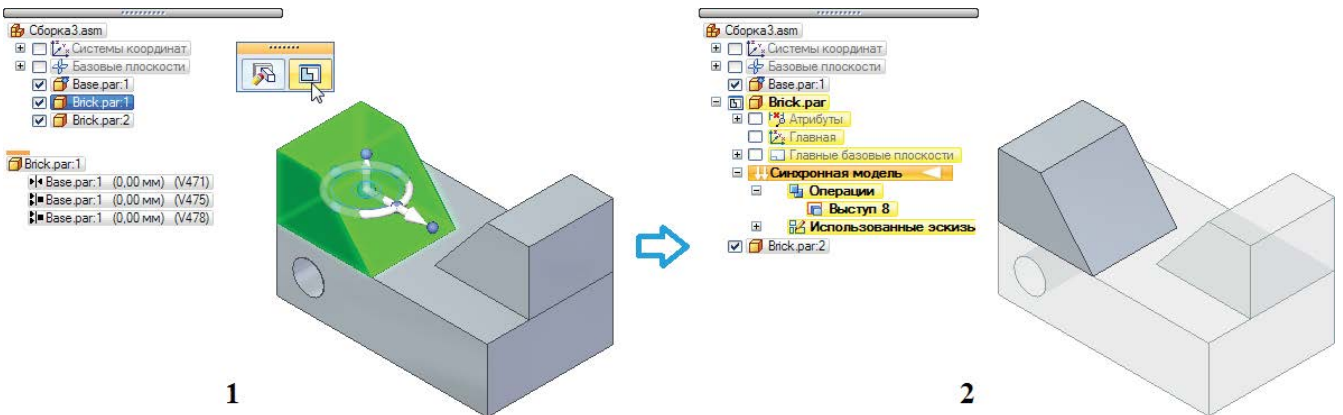 Сборка3.asm
Системы координат
Базовые плоскости
Base.par:1
Brick.par:1
Brick.par:2
Brick.par:1
Base.par:1 (0,00 мм) (V471)
Base.par:1 (0,00 мм) (V475)
Base.par:1 (0,00 мм) (V478)
1
Сборка3.asm
Системы координат
Базовые плоскости
Base.par:1
Brick.par
Атрибуты
Главная
Главные базовые плоскости
Синхронная модель
Операции
Выступ 8
Использованные эскизь
Brick.par:2
2